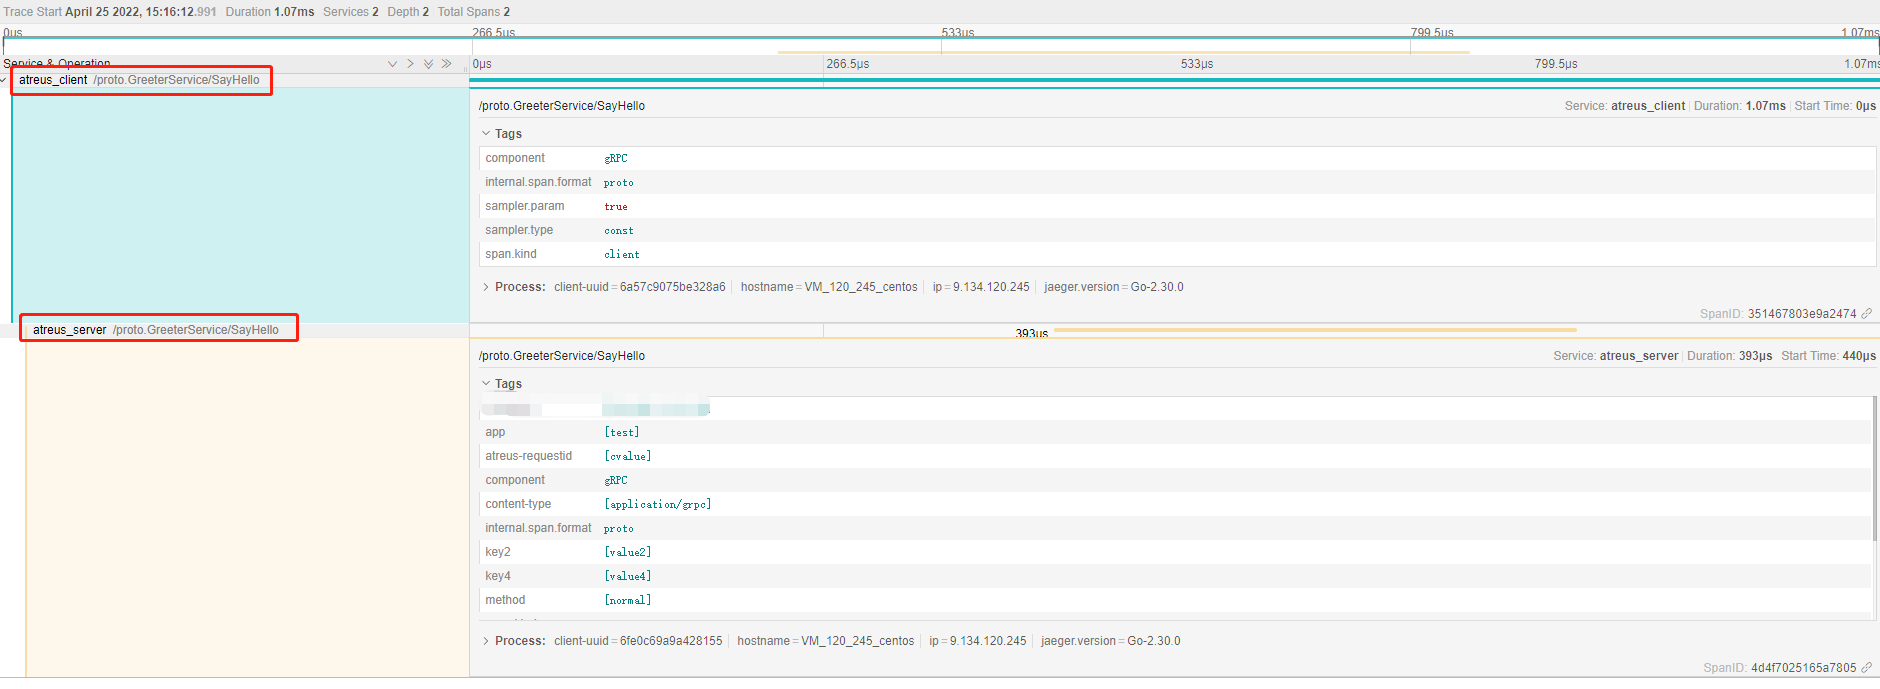 Trace Start April 25 2022, 15:16:12.991 Duration 1.07ms Services 2 Depth 2 Total Spans 2
0μs 266.5μs 533μs 799.5μs 1.07ms
Service & Operation 0μs 266.5μs 533μs 799.5μs 1.07ms
atreus_client /proto.GreeterService/SayHello
/proto.GreeterService/SayHello Service: atreus_client Duration: 1.07ms Start Time: 0μs
Tags
component gRPC
internal.span.format proto
sampler.param true
sampler.type const
span.kind client
Process: client-uuid = 6a57c9075be328a6 hostname = VM_120_245_centos ip = 9.134.120.245 jaeger.version = Go-2.30.0
SpanID: 351467803e9a2474
atreus_server /proto.GreeterService/SayHello 393μs
/proto.GreeterService/SayHello Service: atreus_server Duration: 393μs Start Time: 440μs
Tags
app [test]
atreus-requestid [cvalue]
component gRPC
content-type [application/grpc]
internal.span.format proto
key2 [value2]
key4 [value4]
method [normal]
Process: client-uuid = 6fe0c69a9a428155 hostname = VM_120_245_centos ip = 9.134.120.245 jaeger.version = Go-2.30.0
SpanID: 4d4f7025165a7805